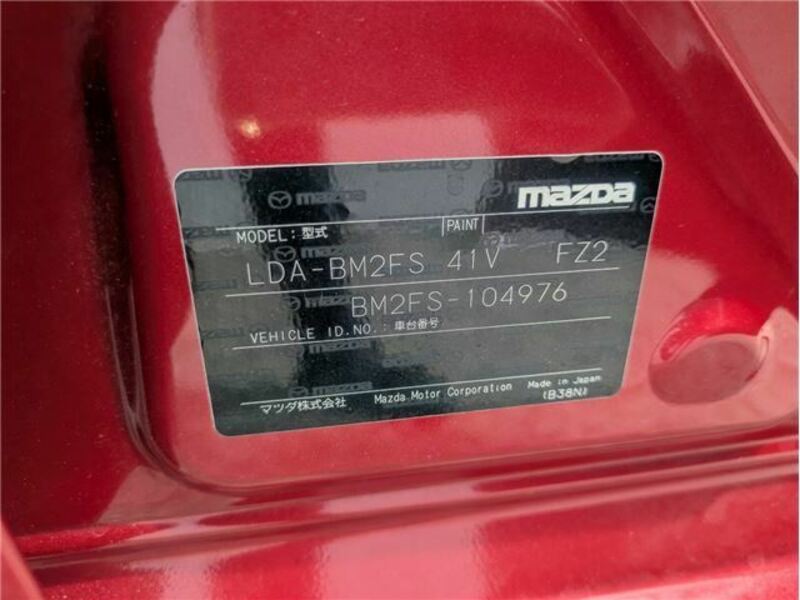 mazda
MODEL：型式 PAINT
LDA-BM2FS 41V FZ2
BM2FS-104976
VEHICLE ID.NO.：車台番号
マツダ株式会社 Mazda Motor Corporation Made in Japan
(B38N)